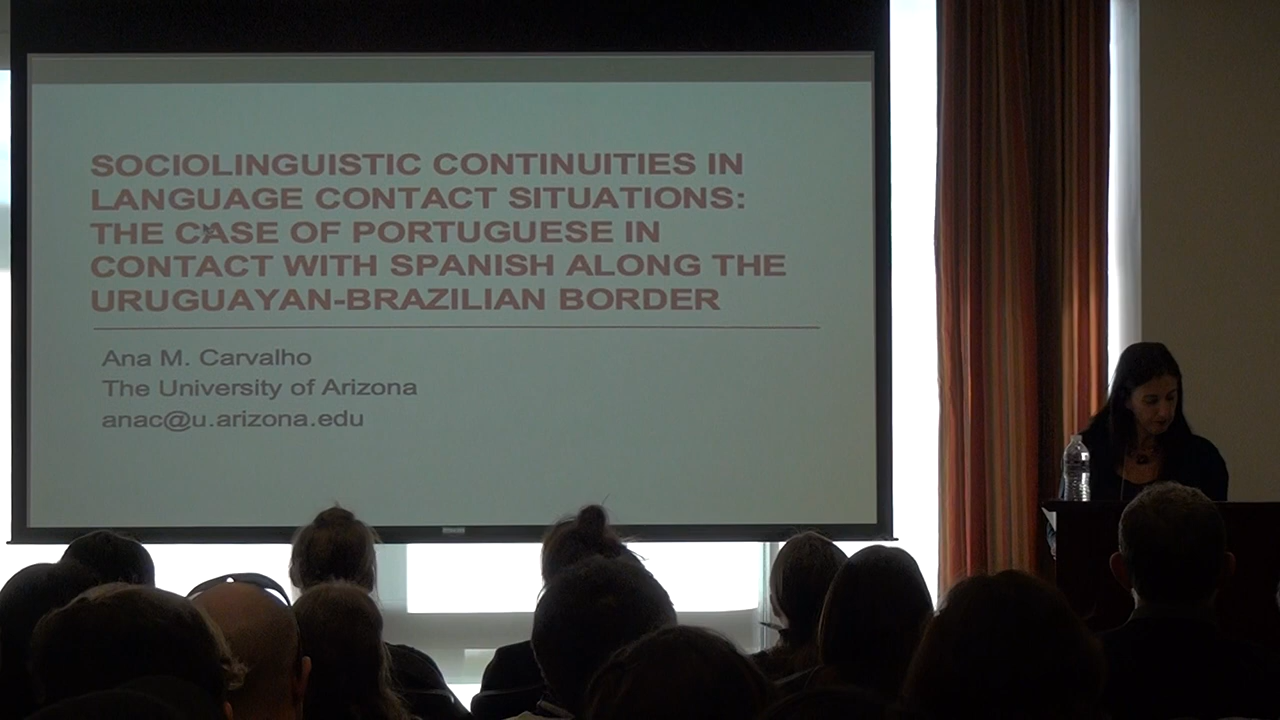 SOCIOLINGUISTIC CONTINUITIES IN
LANGUAGE CONTACT SITUATIONS:
THE CASE OF PORTUGUESE IN
CONTACT WITH SPANISH ALONG THE
URUGUAYAN-BRAZILIAN BORDER
Ana M. Carvalho
The University of Arizona
anac@u.arizona.edu